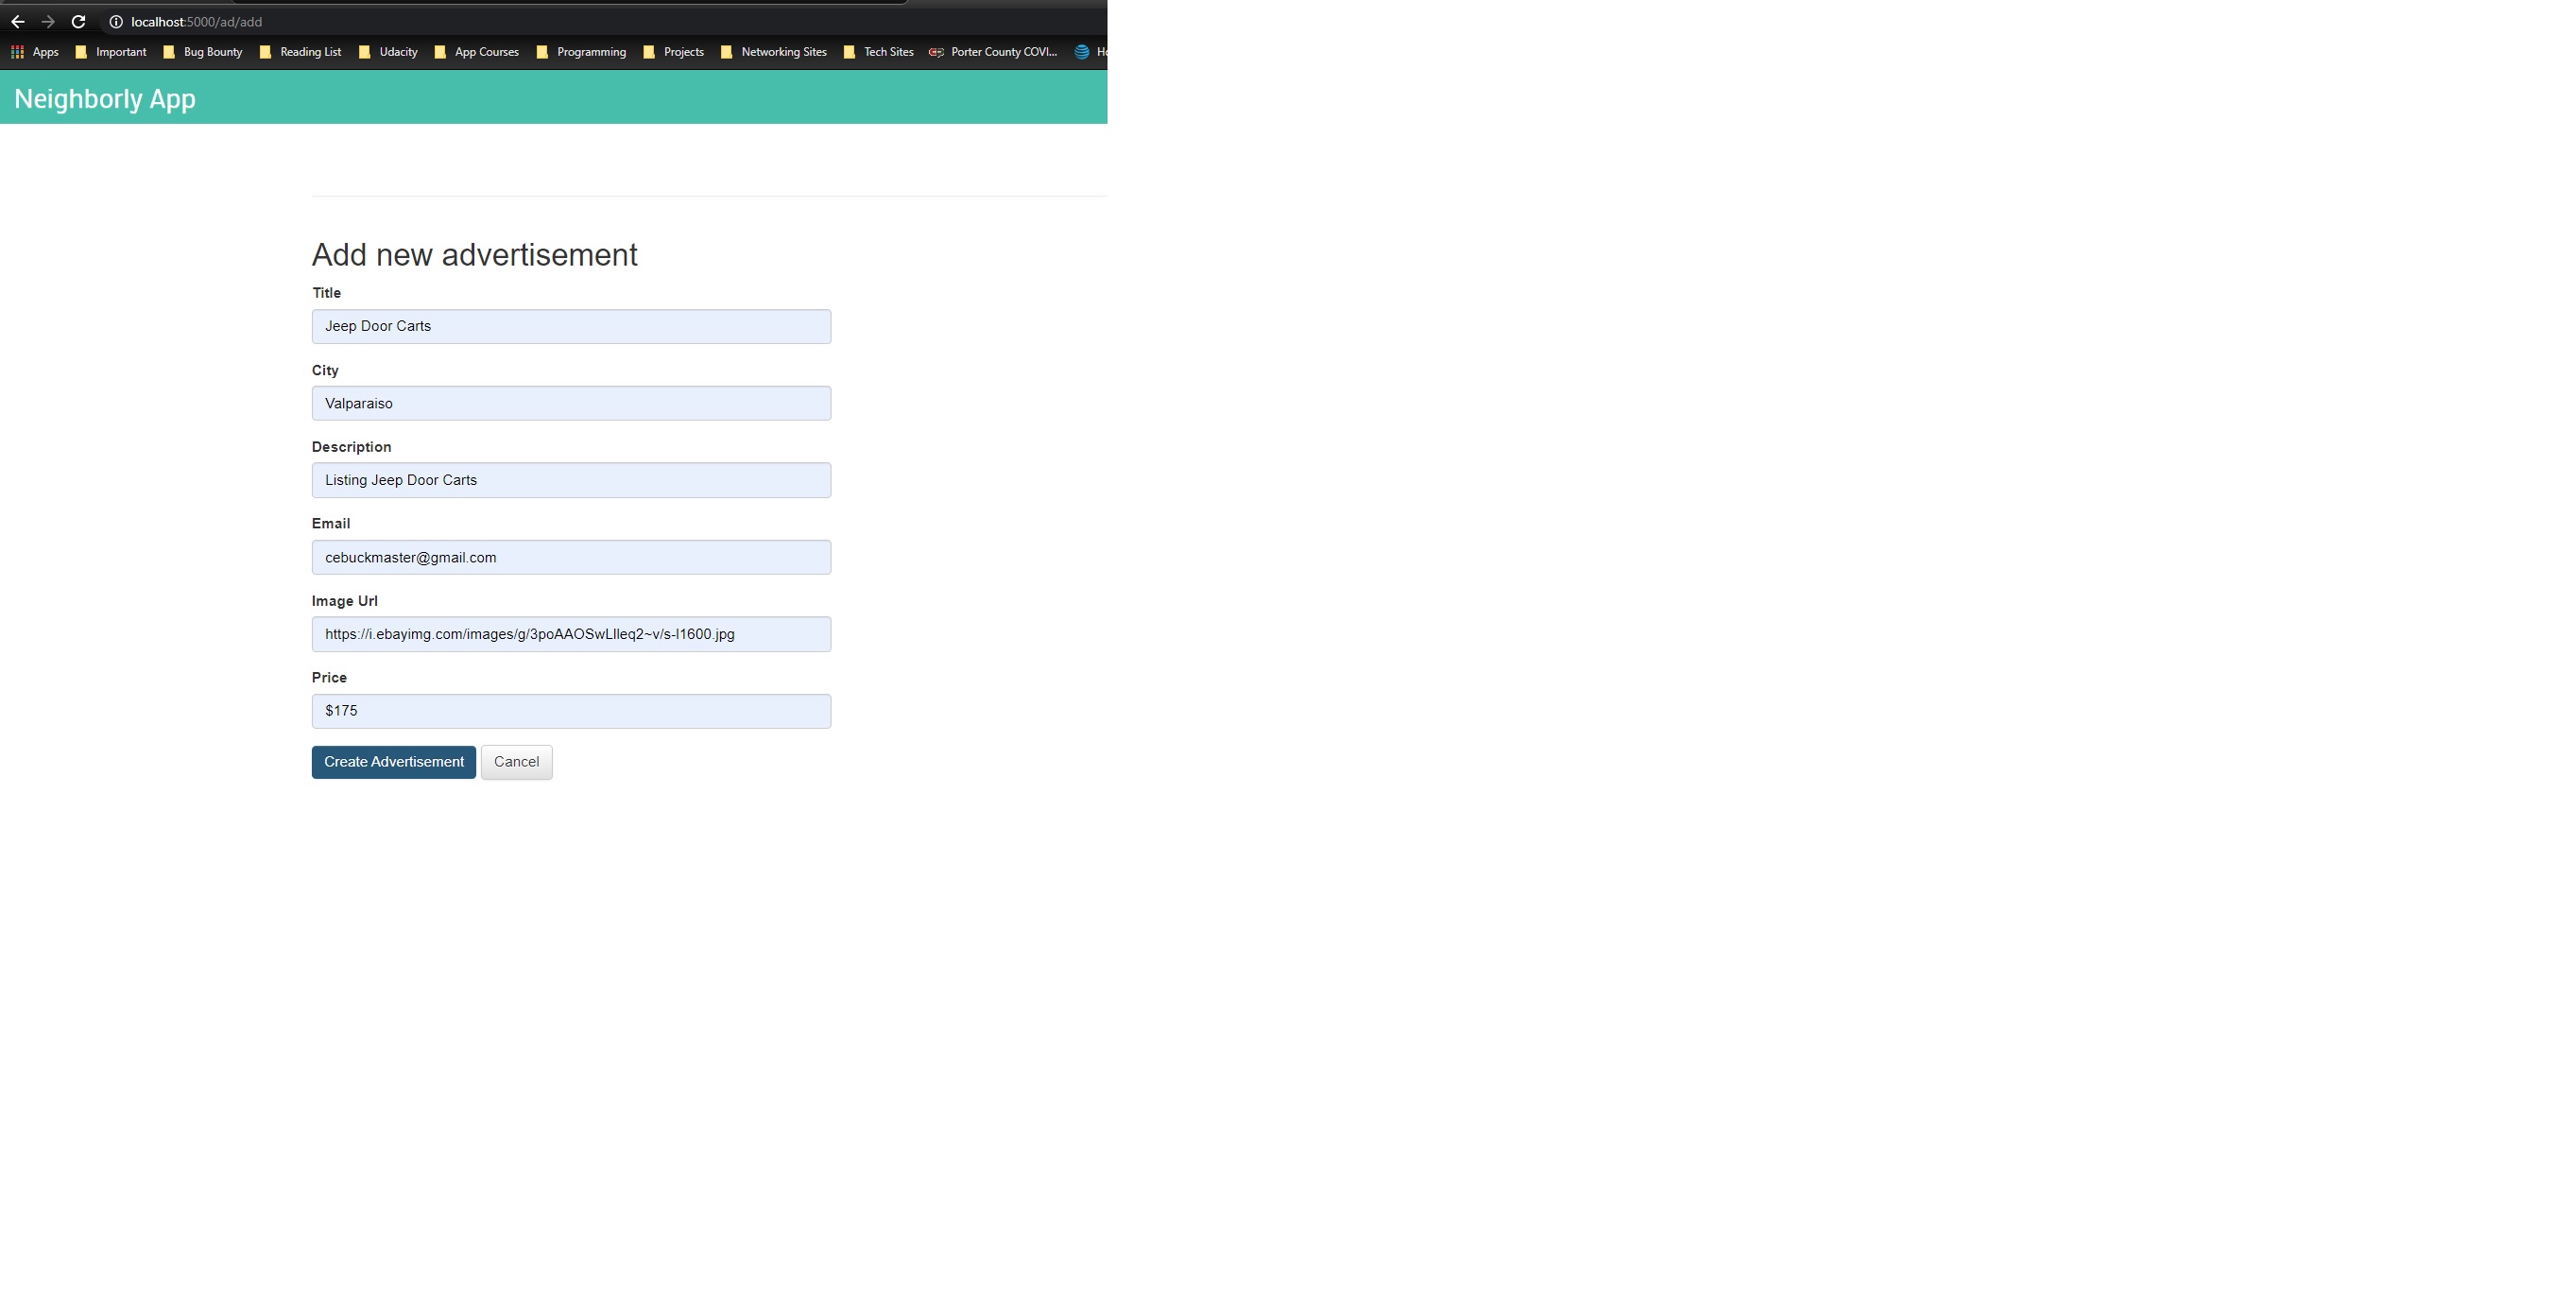 localhost:5000/ad/add
Apps Important Bug Bounty Reading List Udacity App Courses Programming Projects Networking Sites Tech Sites Porter County COVI...
Neighborly App
Add new advertisement
Title
Jeep Door Carts
City
Valparaiso
Description
Listing Jeep Door Carts
Email
cebuckmaster@gmail.com
Image Url
https://i.ebayimg.com/images/g/3poAAOSwLlleq2~v/s-l1600.jpg
Price
$175
Create Advertisement Cancel